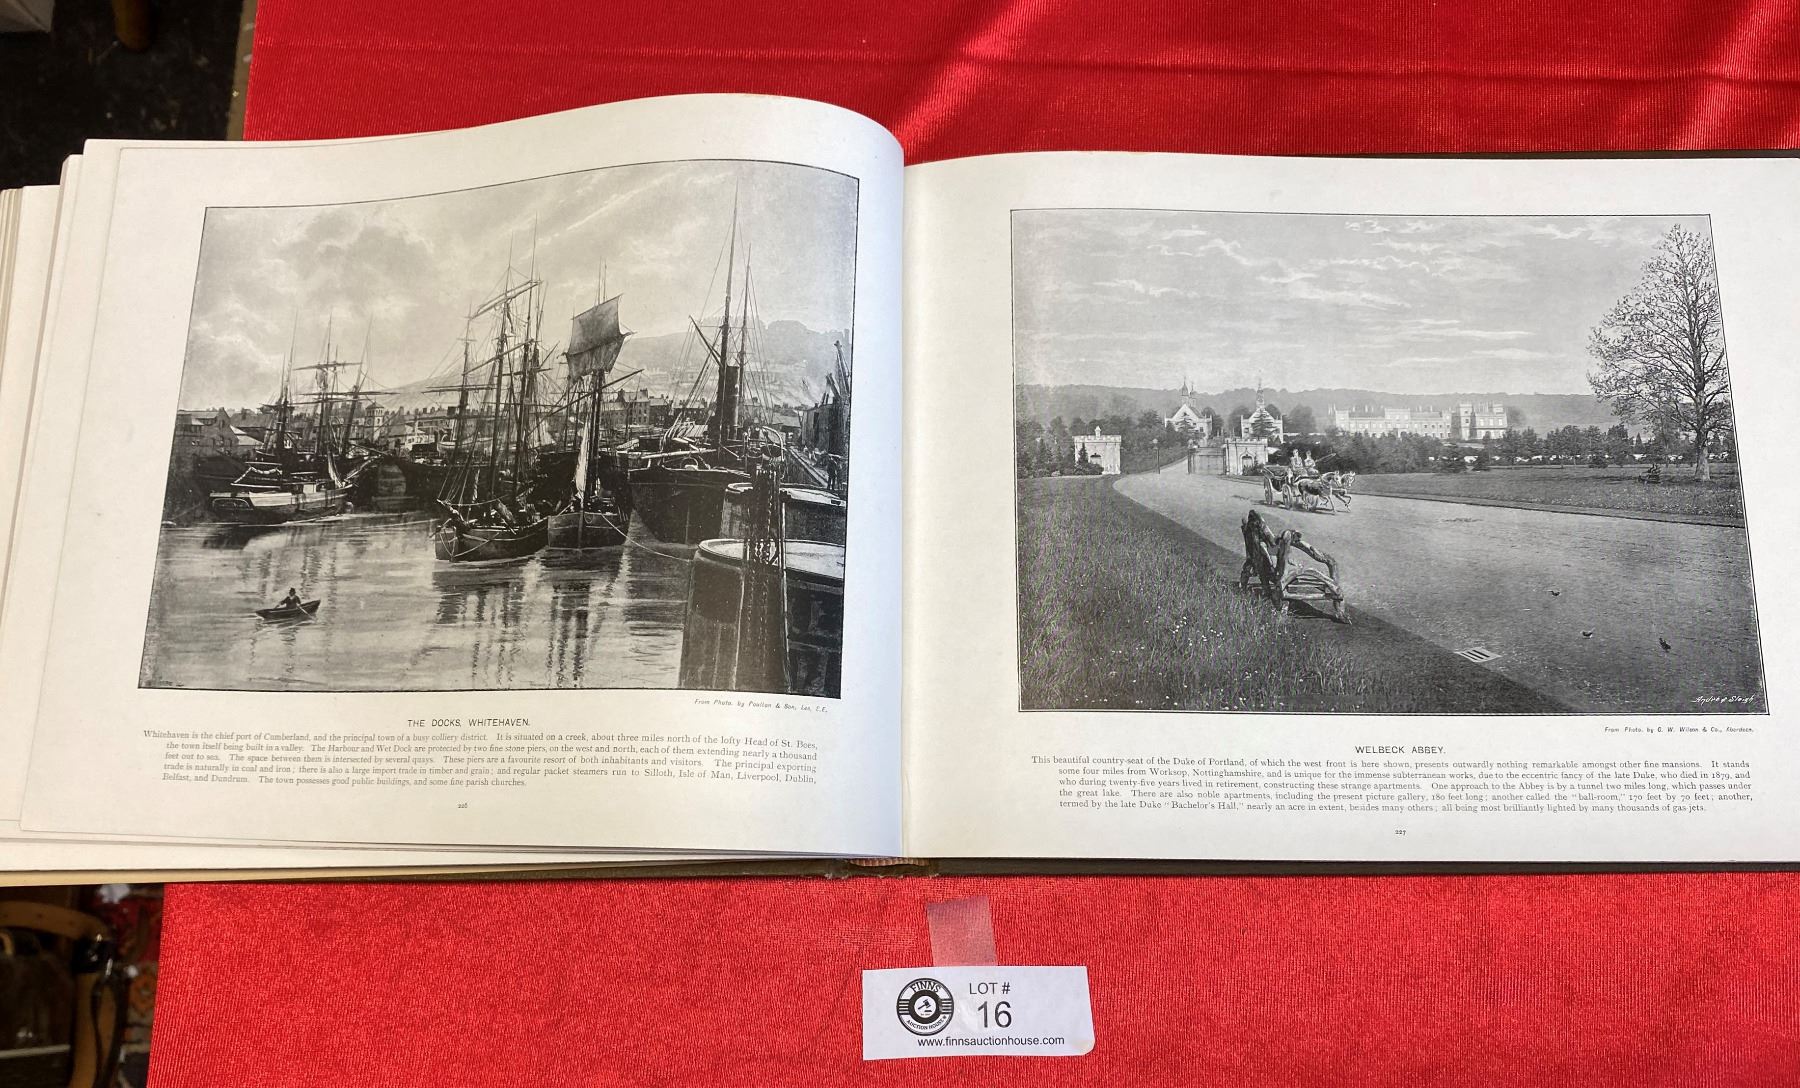 From Photo. by Poulton & Son, Lee, S.E.
THE DOCKS, WHITEHAVEN.
Whitehaven is the chief port of Cumberland, and the principal town of a busy colliery district. It is situated on a creek, about three miles north of the lofty Head of St. Bees,
the town itself being built in a valley. The Harbour and Wet Dock are protected by two fine stone piers, on the west and north, each of them extending nearly a thousand
feet out to sea. The space between them is intersected by several quays. These piers are a favourite resort of both inhabitants and visitors. The principal exporting
trade is naturally in coal and iron; there is also a large import trade in timber and grain; and regular packet steamers run to Silloth, Isle of Man, Liverpool, Dublin,
Belfast, and Dundrum. The town possesses good public buildings, and some fine parish churches.
226
Andrew Sleigh
From Photo. by G. W. Wilson & Co., Aberdeen.
WELBECK ABBEY.
This beautiful country-seat of the Duke of Portland, of which the west front is here shown, presents outwardly nothing remarkable amongst other fine mansions. It stands
some four miles from Worksop, Nottinghamshire, and is unique for the immense subterranean works, due to the eccentric fancy of the late Duke, who died in 1879, and
who during twenty-five years lived in retirement, constructing these strange apartments. One approach to the Abbey is by a tunnel two miles long, which passes under
the great lake. There are also noble apartments, including the present picture gallery, 180 feet long; another called the "ball-room," 170 feet by 70 feet; another,
termed by the late Duke "Bachelor's Hall," nearly an acre in extent, besides many others; all being most brilliantly lighted by many thousands of gas-jets.
227
FINNS
AUCTION HOUSE
LOT #
16
www.finnsauctionhouse.com